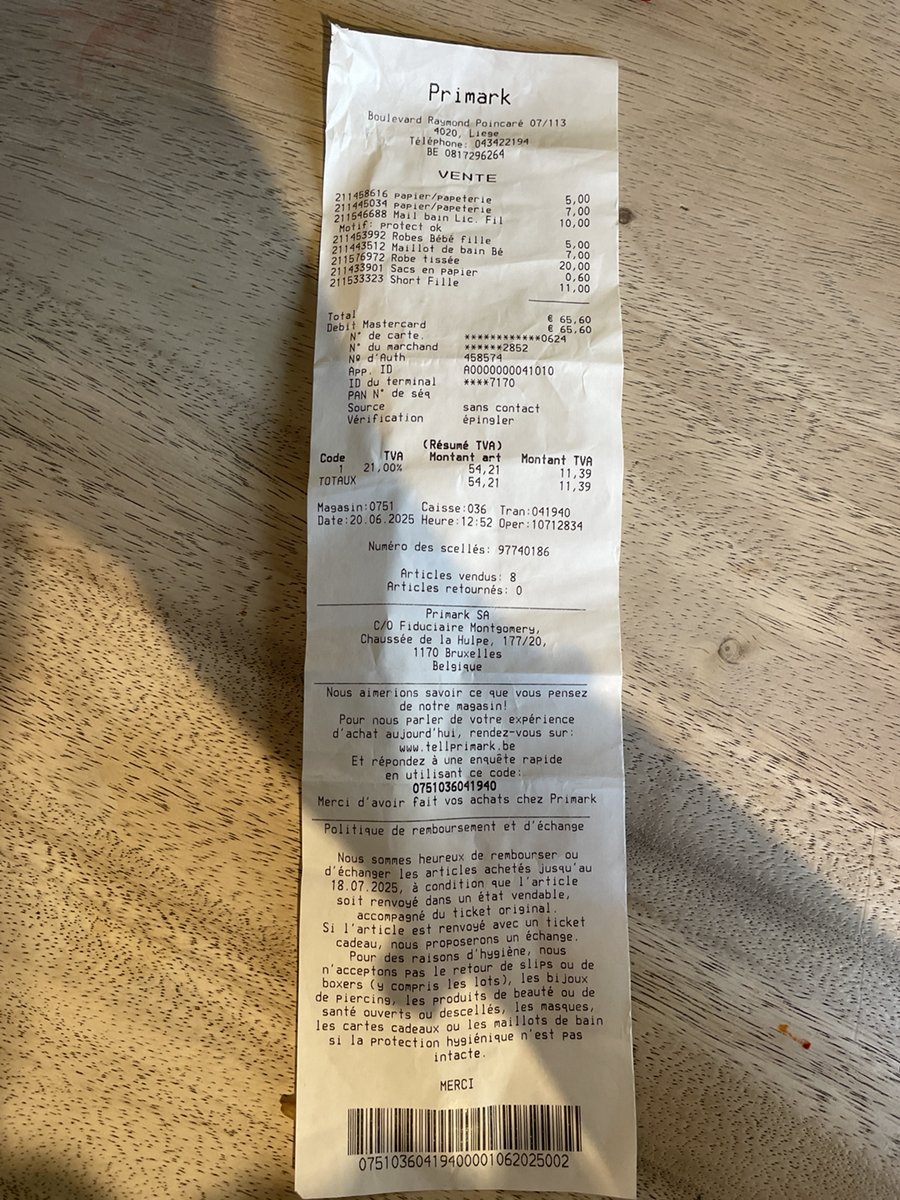 Primark
Boulevard Raymond Poincaré 07/113
4020, Liege
Téléphone: 043422194
BE 0817296264
VENTE
211458616 papier/papeterie 5,00
211445034 papier/papeterie 7,00
211546688 Mail bain Lic. Fil 10,00
Motif: protect ok
211453992 Robes Bébé fille 5,00
211443512 Maillot de bain Bé 7,00
211576972 Robe tissée 20,00
211433901 Sacs en papier 0,60
211533323 Short Fille 11,00
Total € 65,60
Debit Mastercard € 65,60
N° de carte. ************0624
N° du marchand ******2852
Nº d'Auth 458574
App. ID A0000000041010
ID du terminal ****7170
PAN N° de séq
Source sans contact
Vérification épingler
(Résumé TVA)
Code TVA Montant art Montant TVA
1 21,00% 54,21 11,39
TOTAUX 54,21 11,39
Magasin:0751 Caisse:036 Tran:041940
Date:20.06.2025 Heure:12:52 Oper:10712834
Numéro des scellés: 97740186
Articles vendus: 8
Articles retournés: 0
Primark SA
C/O Fiduciaire Montgomery,
Chaussée de la Hulpe, 177/20,
1170 Bruxelles
Belgique
Nous aimerions savoir ce que vous pensez
de notre magasin!
Pour nous parler de votre expérience
d'achat aujourd'hui, rendez-vous sur:
www.tellprimark.be
Et répondez à une enquête rapide
en utilisant ce code:
0751036041940
Merci d'avoir fait vos achats chez Primark
Politique de remboursement et d'échange
Nous sommes heureux de rembourser ou
d'échanger les articles achetés jusqu'au
18.07.2025, à condition que l'article
soit renvoyé dans un état vendable,
accompagné du ticket original.
Si l'article est renvoyé avec un ticket
cadeau, nous proposerons un échange.
Pour des raisons d'hygiène, nous
n'acceptons pas le retour de slips ou de
boxers (y compris les lots), les bijoux
de piercing, les produits de beauté ou de
santé ouverts ou descellés, les masques,
les cartes cadeaux ou les maillots de bain
si la protection hygiénique n'est pas
intacte.
MERCI
07510360419400001062025002